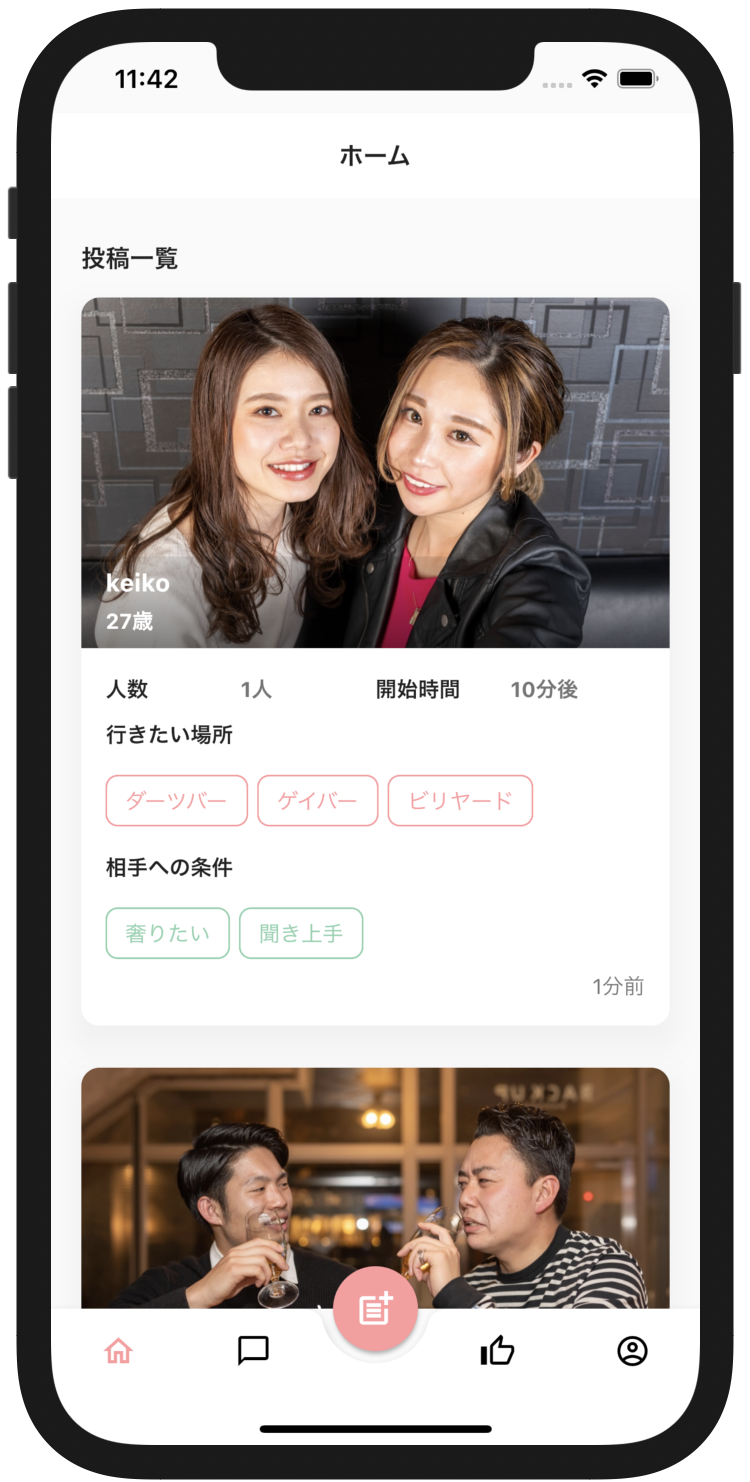 11:42
ホーム
投稿一覧
keiko
27歳
人数 1人 開始時間 10分後
行きたい場所
ダーツバー ゲイバー ビリヤード
相手への条件
奢りたい 聞き上手
1分前
BACKUP